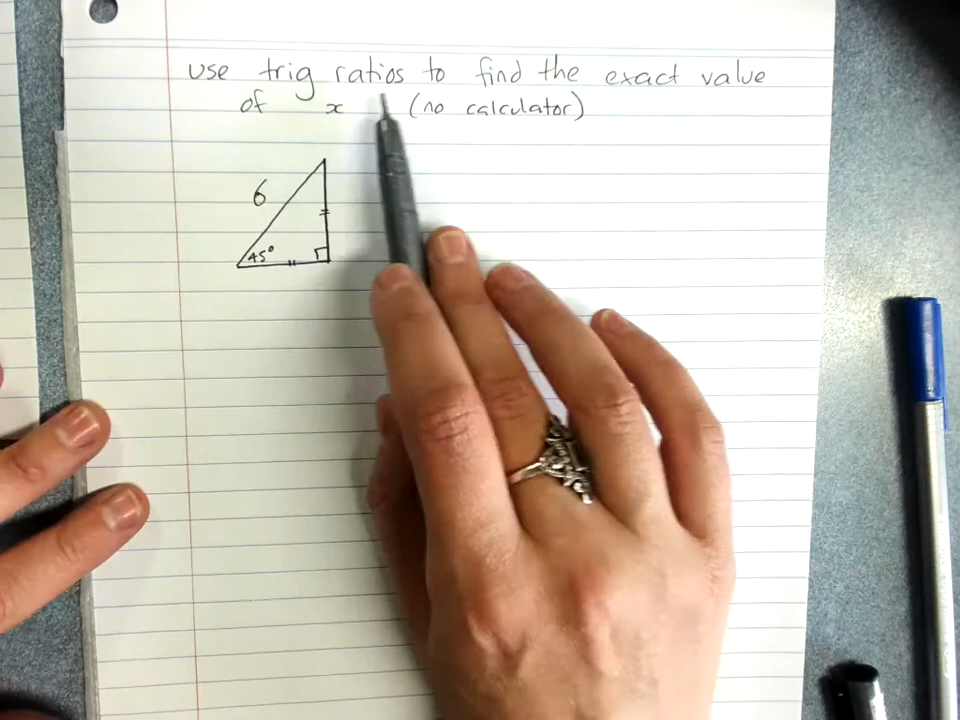 use trig ratios to find the exact value
of x (no calculator)
6
45°